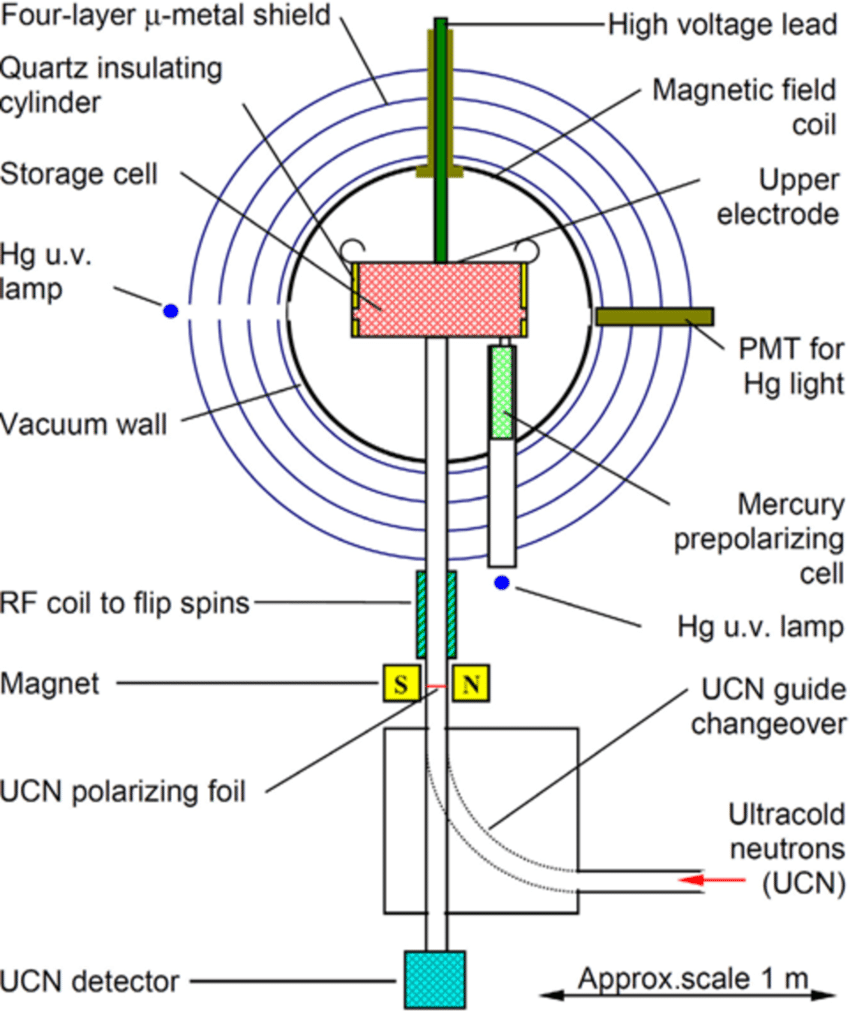 Four-layer μ-metal shield
High voltage lead
Quartz insulating
cylinder
Magnetic field
coil
Storage cell
Upper
electrode
Hg u.v.
lamp
PMT for
Hg light
Vacuum wall
Mercury
prepolarizing
cell
RF coil to flip spins
Hg u.v. lamp
Magnet
S
N
UCN guide
changeover
UCN polarizing foil
Ultracold
neutrons
(UCN)
UCN detector
Approx.scale 1 m